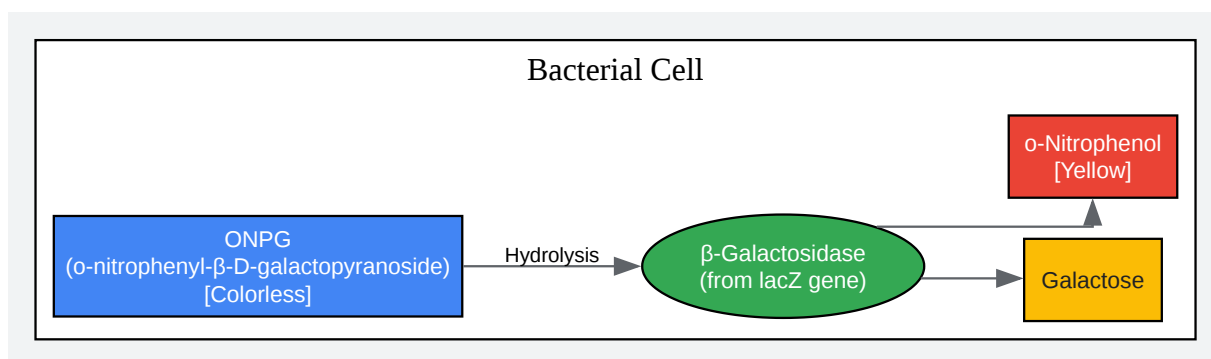 Bacterial Cell
o-Nitrophenol
[Yellow]
ONPG
(o-nitrophenyl-β-D-galactopyranoside)
[Colorless]
Hydrolysis
β-Galactosidase
(from lacZ gene)
Galactose